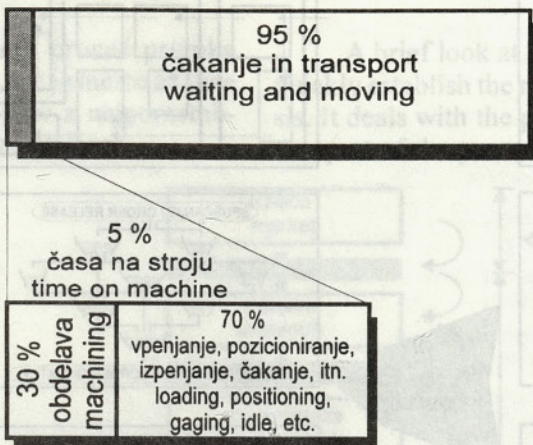 95 %
čakanje in transport
waiting and moving
5 %
časa na stroju
time on machine
30 %
obdelava
machining
70 %
vpenjanje, pozicioniranje,
izpenjanje, čakanje, itn.
loading, positioning,
gaging, idle, etc.